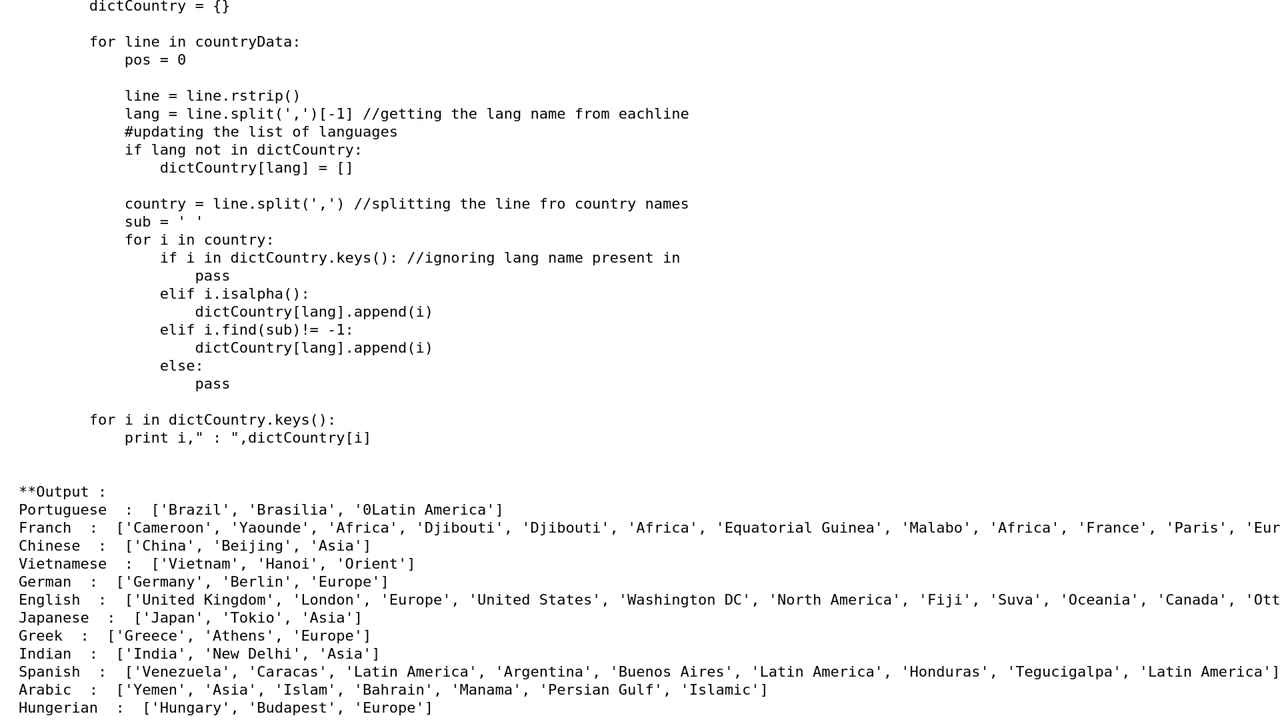 dictCountry = {}
for line in countryData:
pos = 0
line = line.rstrip()
lang = line.split(',')[-1] //getting the lang name from eachline
#updating the list of languages
if lang not in dictCountry:
dictCountry[lang] = []
country = line.split(',') //splitting the line fro country names
sub = ' '
for i in country:
if i in dictCountry.keys(): //ignoring lang name present in
pass
elif i.isalpha():
dictCountry[lang].append(i)
elif i.find(sub)!= -1:
dictCountry[lang].append(i)
else:
pass
for i in dictCountry.keys():
print i," : ",dictCountry[i]
**Output :
Portuguese  :  ['Brazil', 'Brasilia', '0Latin America']
Franch  :  ['Cameroon', 'Yaounde', 'Africa', 'Djibouti', 'Djibouti', 'Africa', 'Equatorial Guinea', 'Malabo', 'Africa', 'France', 'Paris', 'Eur
Chinese  :  ['China', 'Beijing', 'Asia']
Vietnamese  :  ['Vietnam', 'Hanoi', 'Orient']
German  :  ['Germany', 'Berlin', 'Europe']
English  :  ['United Kingdom', 'London', 'Europe', 'United States', 'Washington DC', 'North America', 'Fiji', 'Suva', 'Oceania', 'Canada', 'Ott
Japanese  :  ['Japan', 'Tokio', 'Asia']
Greek  :  ['Greece', 'Athens', 'Europe']
Indian  :  ['India', 'New Delhi', 'Asia']
Spanish  :  ['Venezuela', 'Caracas', 'Latin America', 'Argentina', 'Buenos Aires', 'Latin America', 'Honduras', 'Tegucigalpa', 'Latin America']
Arabic  :  ['Yemen', 'Asia', 'Islam', 'Bahrain', 'Manama', 'Persian Gulf', 'Islamic']
Hungerian  :  ['Hungary', 'Budapest', 'Europe']